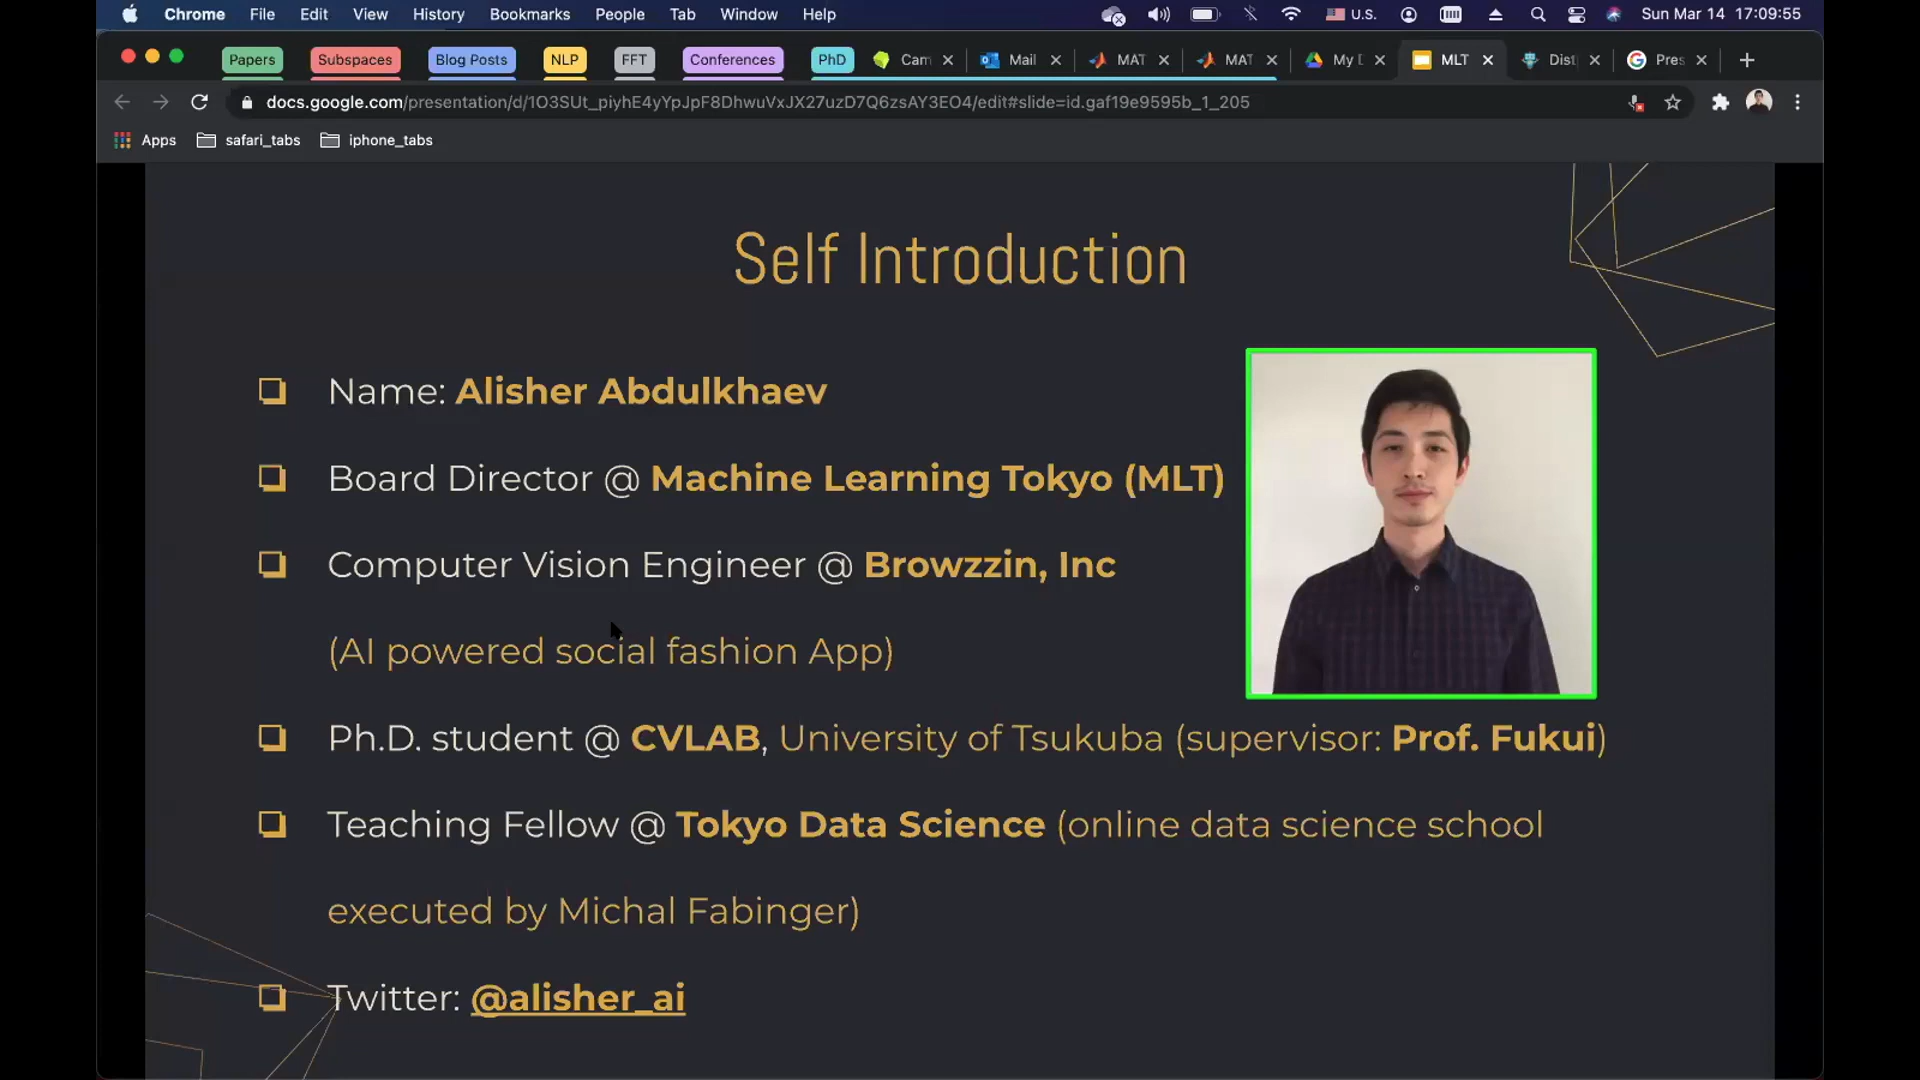 Chrome File Edit View History Bookmarks People Tab Window Help U.S. Sun Mar 14 17:09:55
Papers Subspaces Blog Posts NLP FFT Conferences PhD Cam Mail MAT MAT My D MLT Dist Pres
docs.google.com/presentation/d/1O3SUt_piyhE4yYpJpF8DhwuVxJX27uzD7Q6zsAY3EO4/edit#slide=id.gaf19e9595b_1_205
Apps safari_tabs iphone_tabs
Self Introduction
Name: Alisher Abdulkhaev
Board Director @ Machine Learning Tokyo (MLT)
Computer Vision Engineer @ Browzzin, Inc
(AI powered social fashion App)
Ph.D. student @ CVLAB, University of Tsukuba (supervisor: Prof. Fukui)
Teaching Fellow @ Tokyo Data Science (online data science school
executed by Michal Fabinger)
Twitter: @alisher_ai